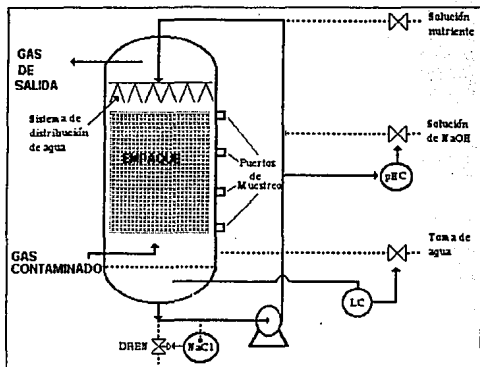 GAS
DE
SALIDA
Sistema de
distribución
de agua
EMPAQUE
Puertos
de
Muestreo
GAS
CONTAMINADO
DREN
NaCl
LC
pHC
Solución
nutriente
Solución
de NaOH
Toma de
agua